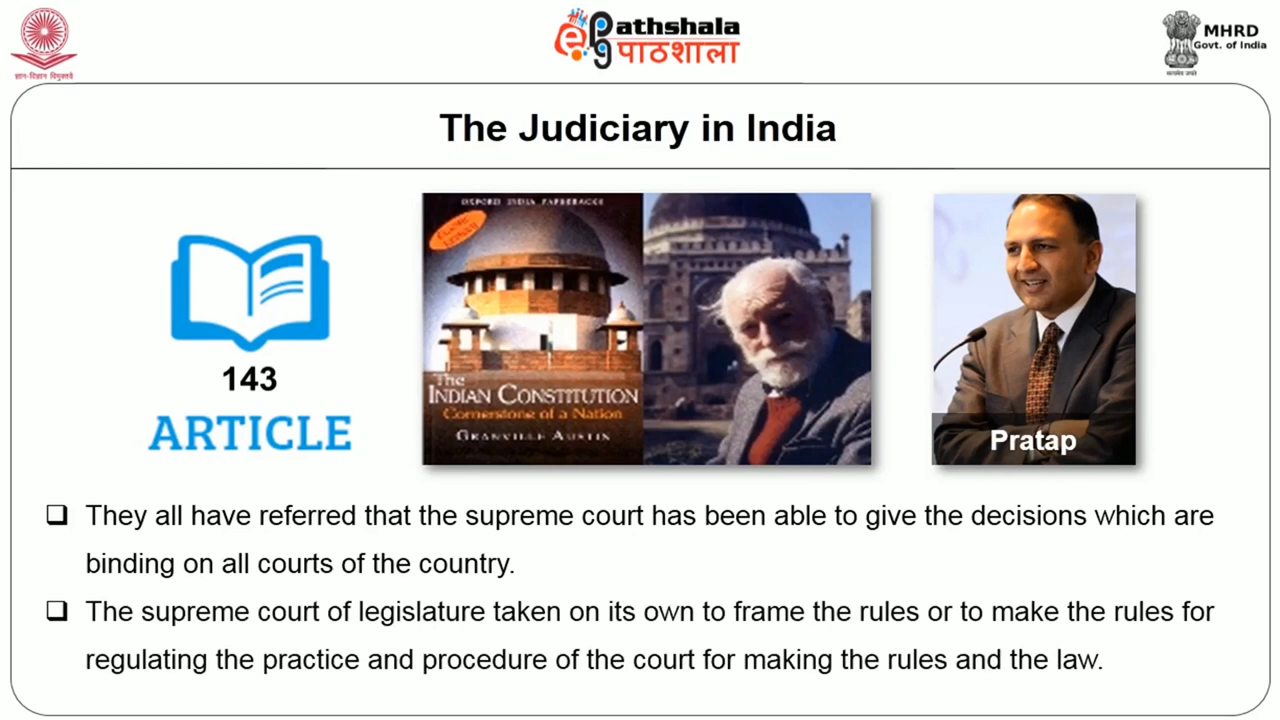 ज्ञान-विज्ञान विमुक्तये
e
Pathshala
पाठशाला
सत्यमेव जयते
MHRD
Govt. of India
The Judiciary in India
143
ARTICLE
OXFORD INDIA PAPERBACKS
The
INDIAN CONSTITUTION
Cornerstone of a Nation
GRANVILLE AUSTIN
Pratap
They all have referred that the supreme court has been able to give the decisions which are
binding on all courts of the country.
The supreme court of legislature taken on its own to frame the rules or to make the rules for
regulating the practice and procedure of the court for making the rules and the law.